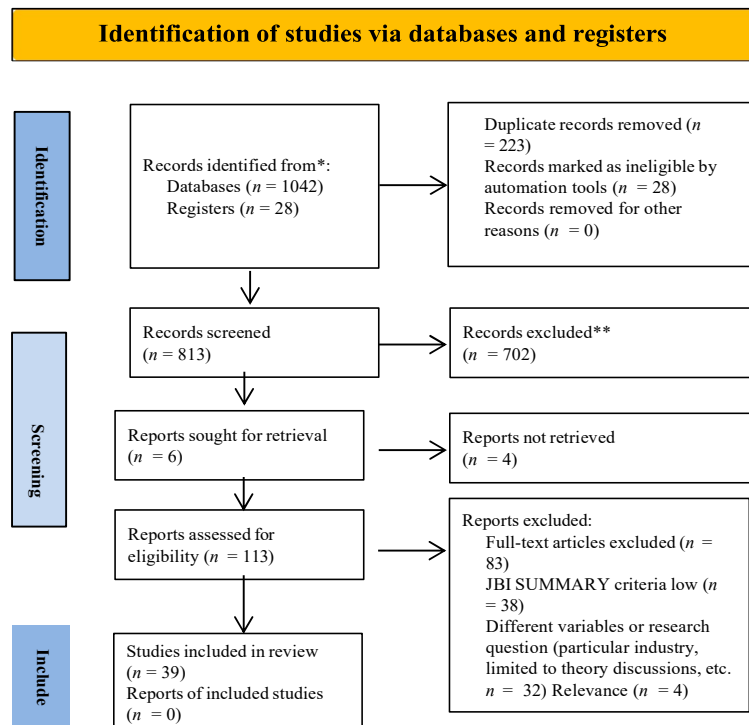 Identification of studies via databases and registers
Identification
Records identified from*:
Databases (n = 1042)
Registers (n = 28)
Duplicate records removed (n
= 223)
Records marked as ineligible by
automation tools (n = 28)
Records removed for other
reasons (n = 0)
Screening
Records screened
(n = 813)
Records excluded**
(n = 702)
Reports sought for retrieval
(n = 6)
Reports not retrieved
(n = 4)
Reports assessed for
eligibility (n = 113)
Reports excluded:
Full-text articles excluded (n =
83)
JBI SUMMARY criteria low (n
= 38)
Different variables or research
question (particular industry,
limited to theory discussions, etc.
n = 32) Relevance (n = 4)
Include
Studies included in review
(n = 39)
Reports of included studies
(n = 0)